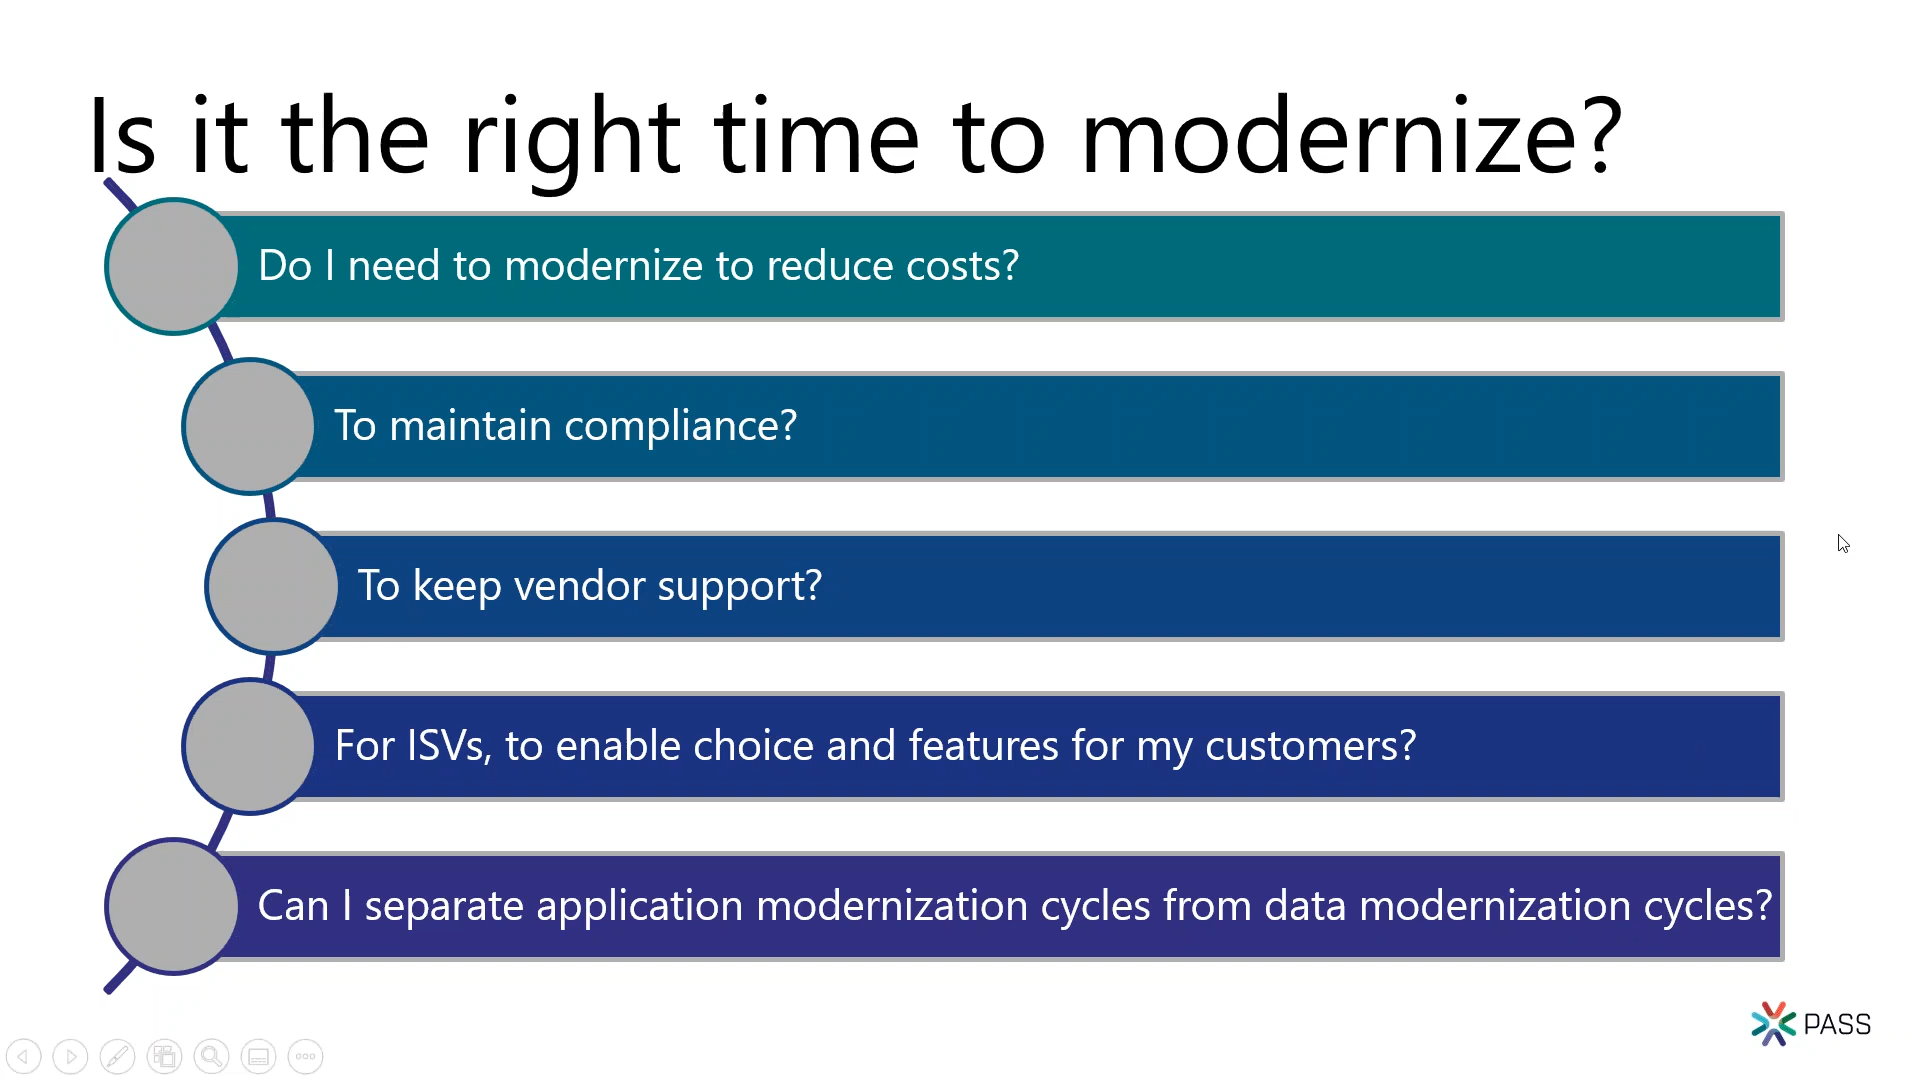 Is it the right time to modernize?
Do I need to modernize to reduce costs?
To maintain compliance?
To keep vendor support?
For ISVs, to enable choice and features for my customers?
Can I separate application modernization cycles from data modernization cycles?
PASS